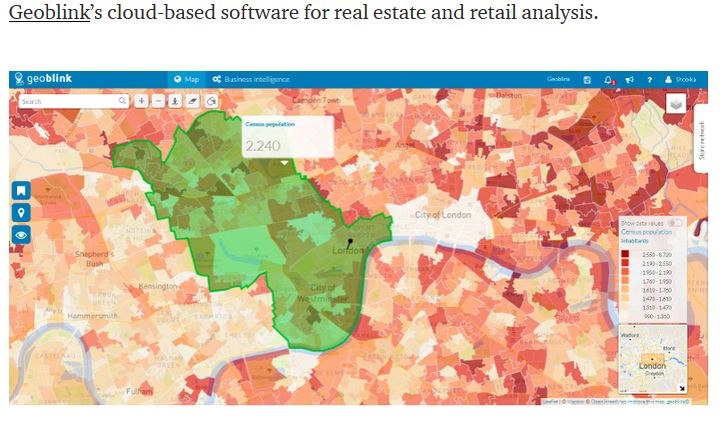 Geoblink's cloud-based software for real estate and retail analysis.
geoblink
Map
Business Intelligence
Geoblink
?
Shobika
Search
Camden Town
Dalston
Census population
2.240
Angel
Store network
City of London
London
Show data values
Census population
Inhabitants
2.550 - 8.720
2.190 - 2.550
1.950 - 2.190
1.760 - 1.950
1.610 - 1.760
1.470 - 1.610
1.310 - 1.470
990 - 1.310
Shepherd's
Bush
Kensington
City of
Westminster
Hammersmith
Fulham
Watford
Ilford
London
Croydon
Leaflet | © Mapbox © OpenStreetMap Improve this map, geoblink©